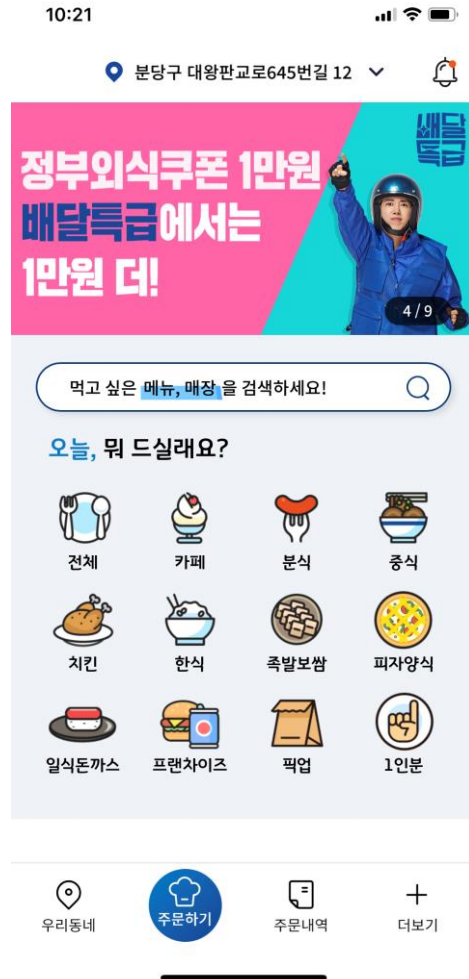 10:21
분당구 대왕판교로645번길 12
정부외식쿠폰 1만원
배달특급에서는
1만원 더!
배달
특급
4 / 9
먹고 싶은 메뉴, 매장 을 검색하세요!
오늘, 뭐 드실래요?
전체 카페 분식 중식
치킨 한식 족발보쌈 피자양식
일식돈까스 프랜차이즈 픽업 1인분
우리동네 주문하기 주문내역 더보기